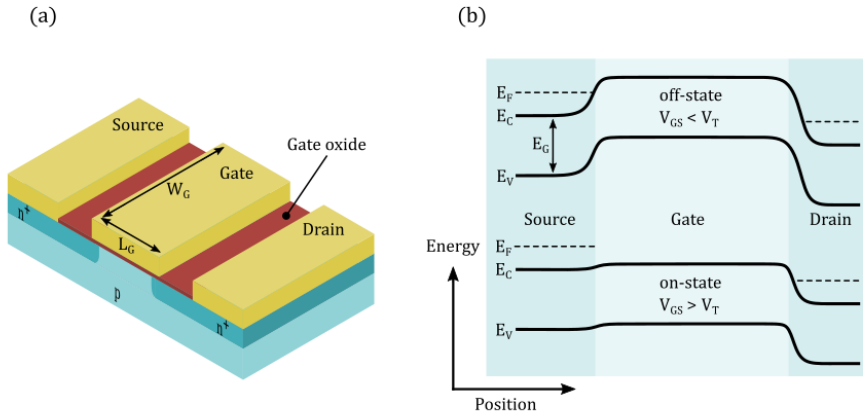 (a)
Source
Gate oxide
Gate
W_G
L_G
Drain
n⁺
p
n⁺
(b)
E_F
E_C
E_G
E_V
off-state
V_GS < V_T
Source
Gate
Drain
E_F
E_C
E_V
on-state
V_GS > V_T
Energy
Position